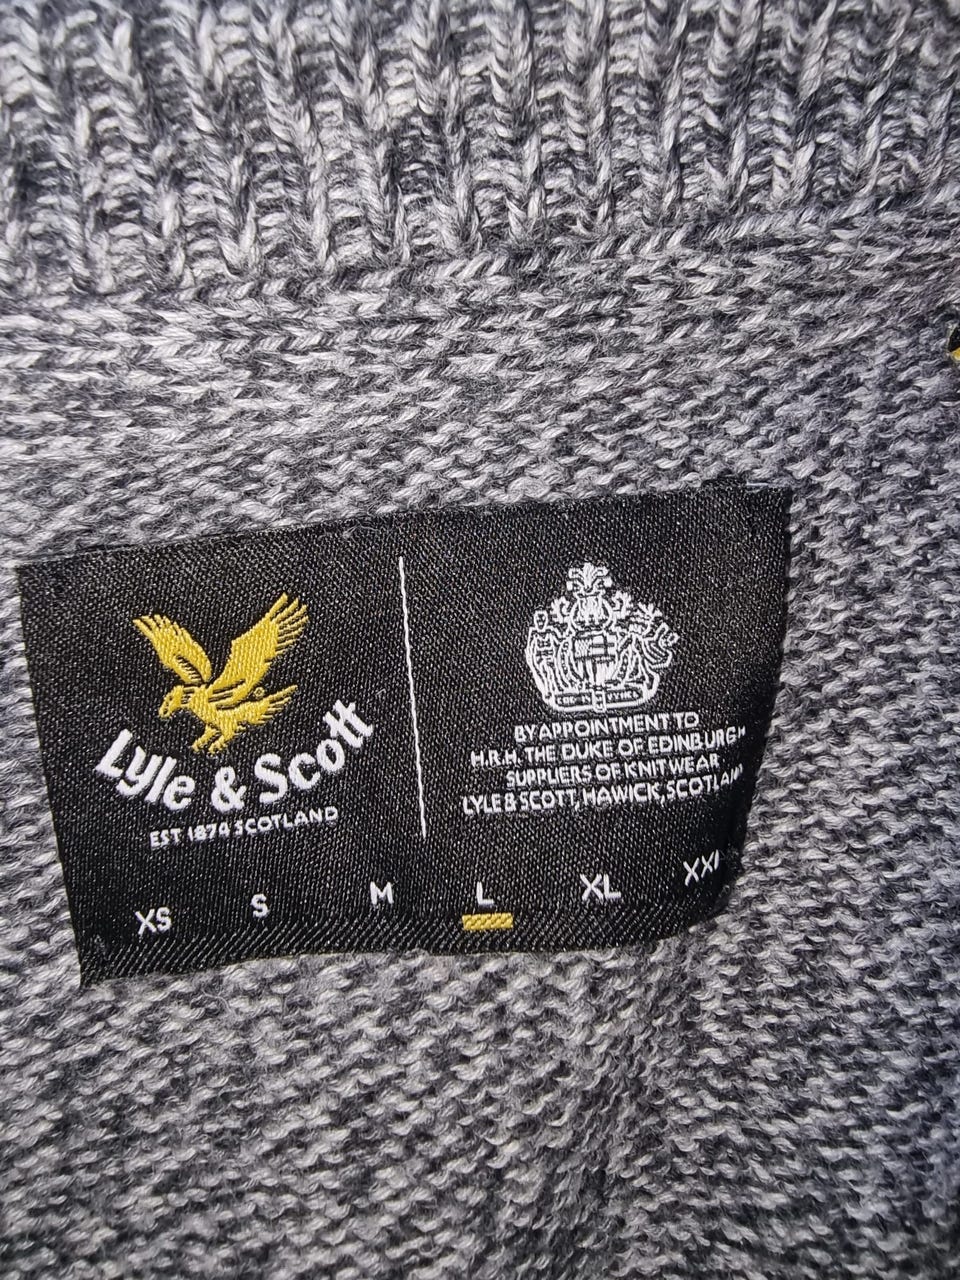 Lyle & Scott
EST 1874 SCOTLAND
BY APPOINTMENT TO
H.R.H. THE DUKE OF EDINBURGH
SUPPLIERS OF KNITWEAR
LYLE & SCOTT, HAWICK, SCOTLAND
XS S M L XL XXL